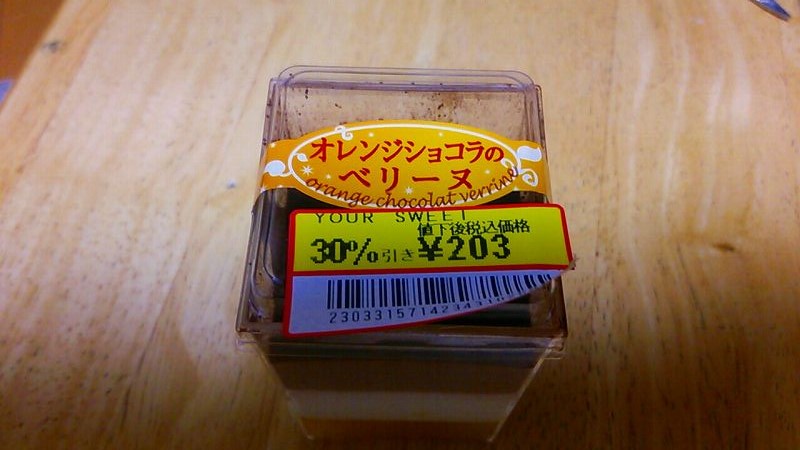 オレンジショコラの
ベリーヌ
orange chocolat verrine
YOUR SWEET
値下後税込価格
30%引き ¥203